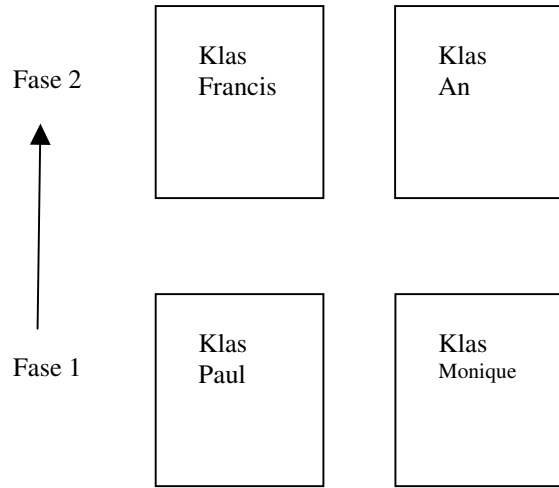 Fase 2
Klas
Francis
Klas
An
Fase 1
Klas
Paul
Klas
Monique